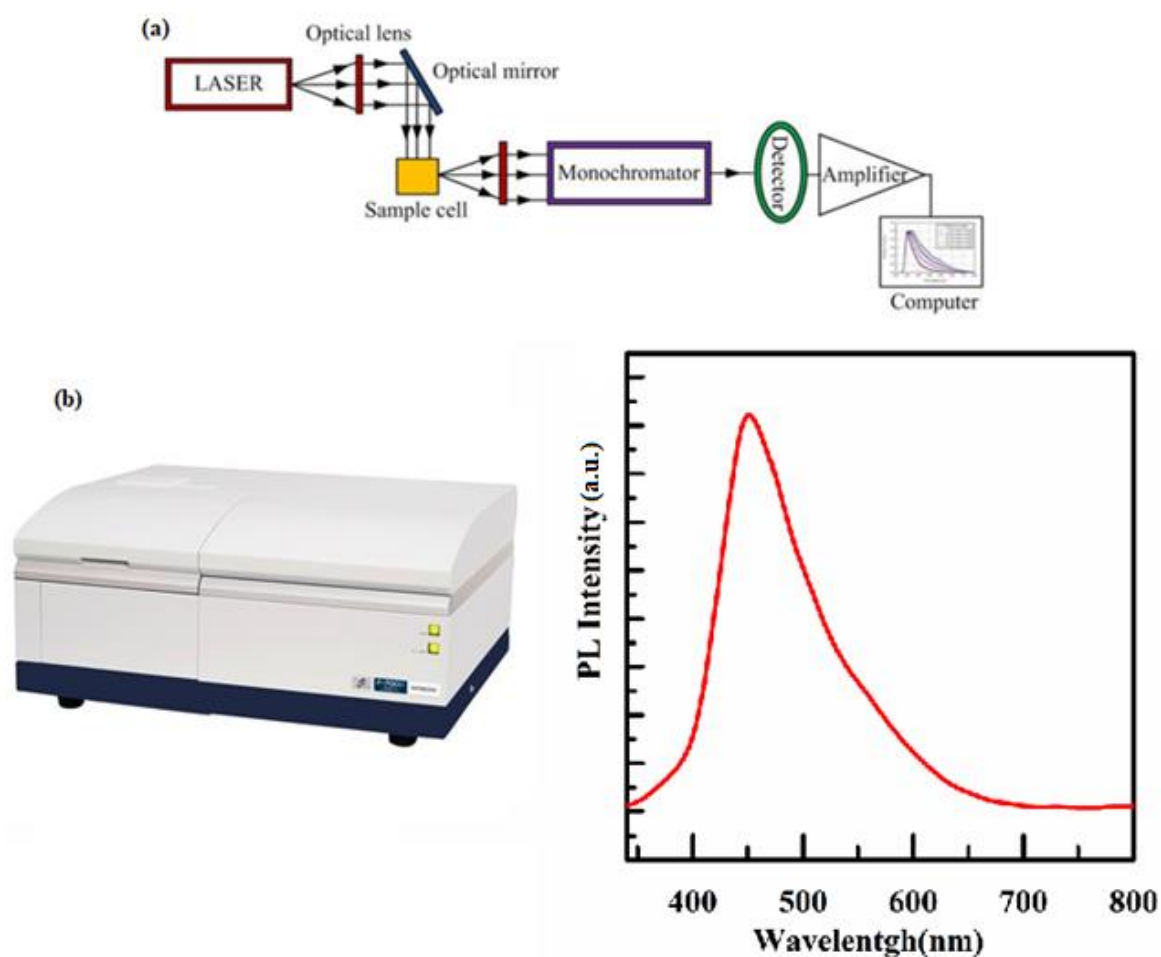 (a)
Optical lens
LASER
Optical mirror
Sample cell
Monochromator
Detector
Amplifier
Computer
(b)
PL Intensity (a.u.)
400 500 600 700 800
Wavelentgh(nm)